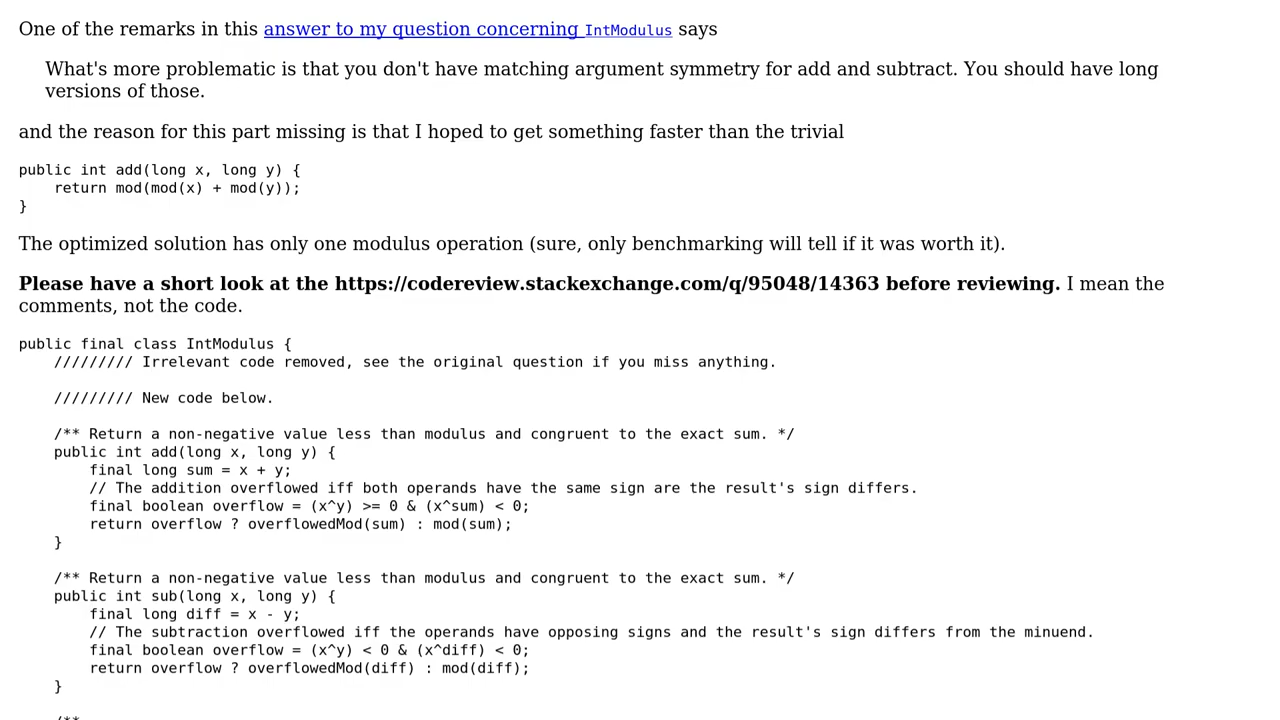 One of the remarks in this answer to my question concerning IntModulus says
What's more problematic is that you don't have matching argument symmetry for add and subtract. You should have long
versions of those.
and the reason for this part missing is that I hoped to get something faster than the trivial
public int add(long x, long y) {
    return mod(mod(x) + mod(y));
}
The optimized solution has only one modulus operation (sure, only benchmarking will tell if it was worth it).
Please have a short look at the https://codereview.stackexchange.com/q/95048/14363 before reviewing. I mean the
comments, not the code.
public final class IntModulus {
    ///////// Irrelevant code removed, see the original question if you miss anything.
    ///////// New code below.
    /** Return a non-negative value less than modulus and congruent to the exact sum. */
    public int add(long x, long y) {
        final long sum = x + y;
        // The addition overflowed iff both operands have the same sign are the result's sign differs.
        final boolean overflow = (x^y) >= 0 & (x^sum) < 0;
        return overflow ? overflowedMod(sum) : mod(sum);
    }
    /** Return a non-negative value less than modulus and congruent to the exact sum. */
    public int sub(long x, long y) {
        final long diff = x - y;
        // The subtraction overflowed iff the operands have opposing signs and the result's sign differs from the minuend.
        final boolean overflow = (x^y) < 0 & (x^diff) < 0;
        return overflow ? overflowedMod(diff) : mod(diff);
    }
    /**